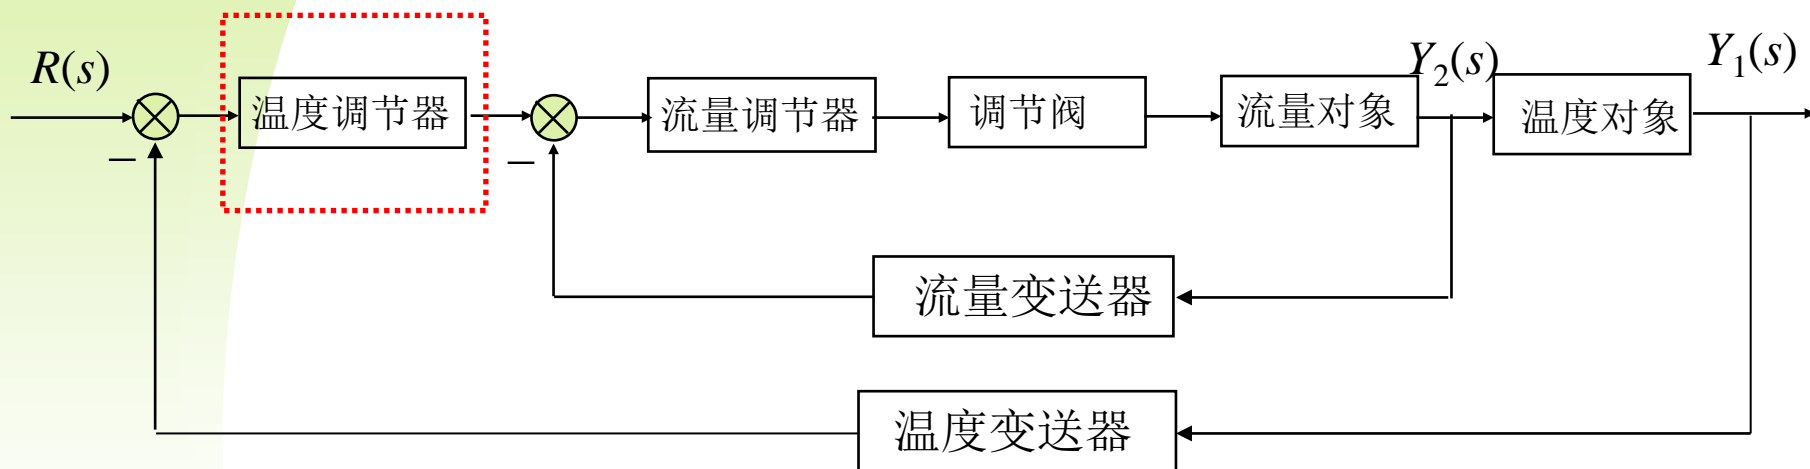 R(s)
温度调节器
流量调节器
调节阀
流量对象
Y2(s)
温度对象
Y1(s)
−
−
流量变送器
温度变送器